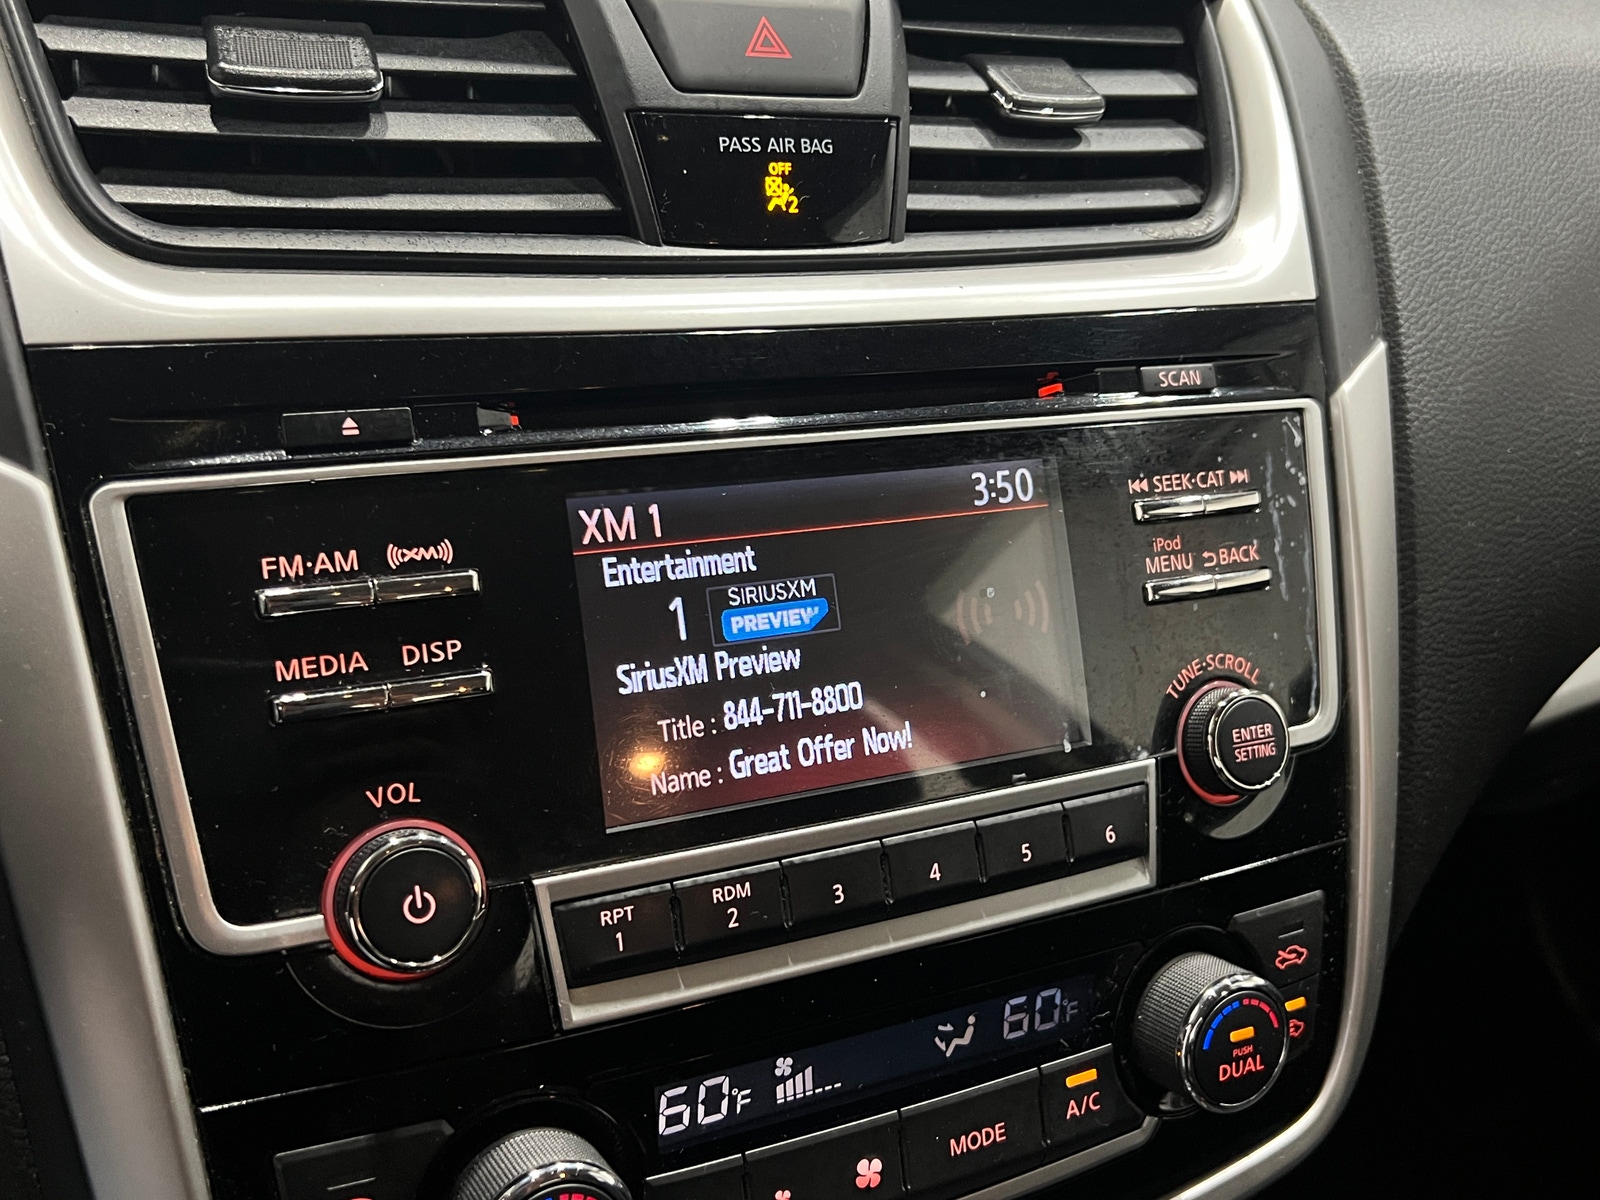 PASS AIR BAG
OFF
2
SCAN
FM·AM
XM
MEDIA
DISP
VOL
XM 1
3:50
Entertainment
1
SIRIUSXM
PREVIEW
SiriusXM Preview
Title : 844-711-8800
Name : Great Offer Now!
SEEK·CAT
iPod
MENU
BACK
TUNE·SCROLL
ENTER
SETTING
RPT
1
RDM
2
3
4
5
6
60°F
60°F
PUSH
DUAL
MODE
A/C